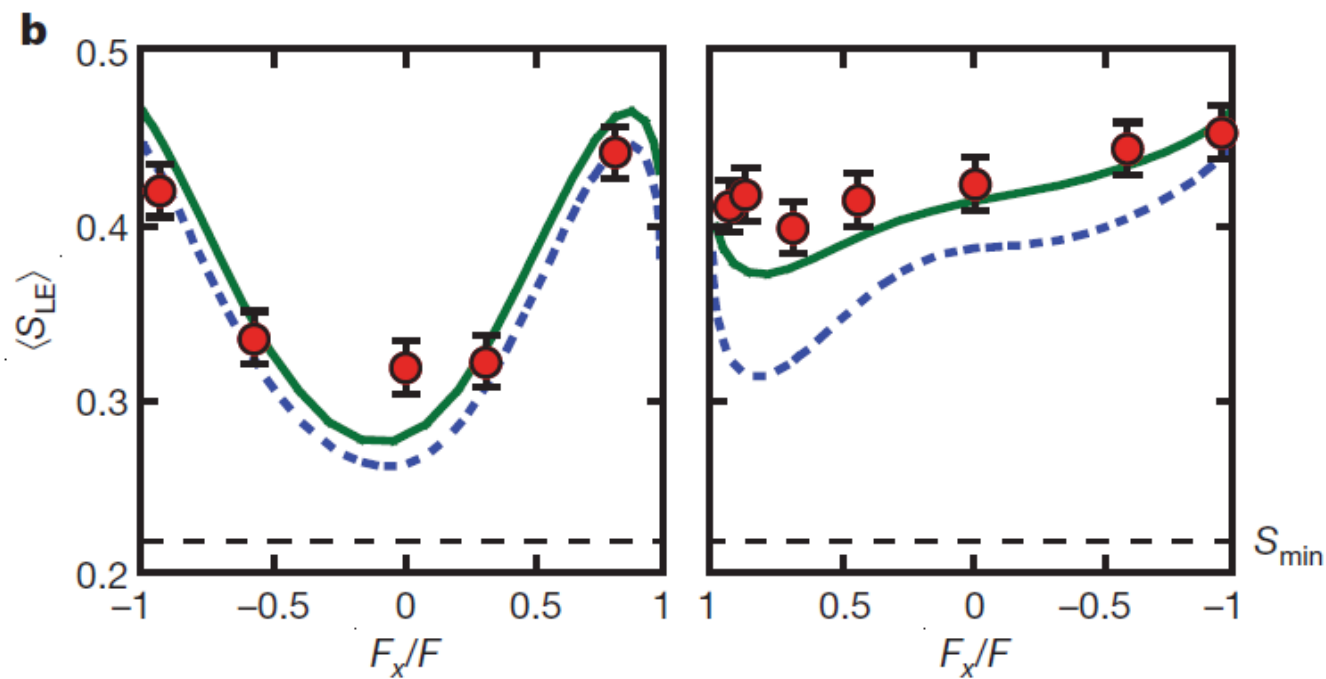 b
0.5
0.4
0.3
0.2
⟨S_LE⟩
–1 –0.5 0 0.5 1
F_x/F
1 0.5 0 –0.5 –1
F_x/F
S_min